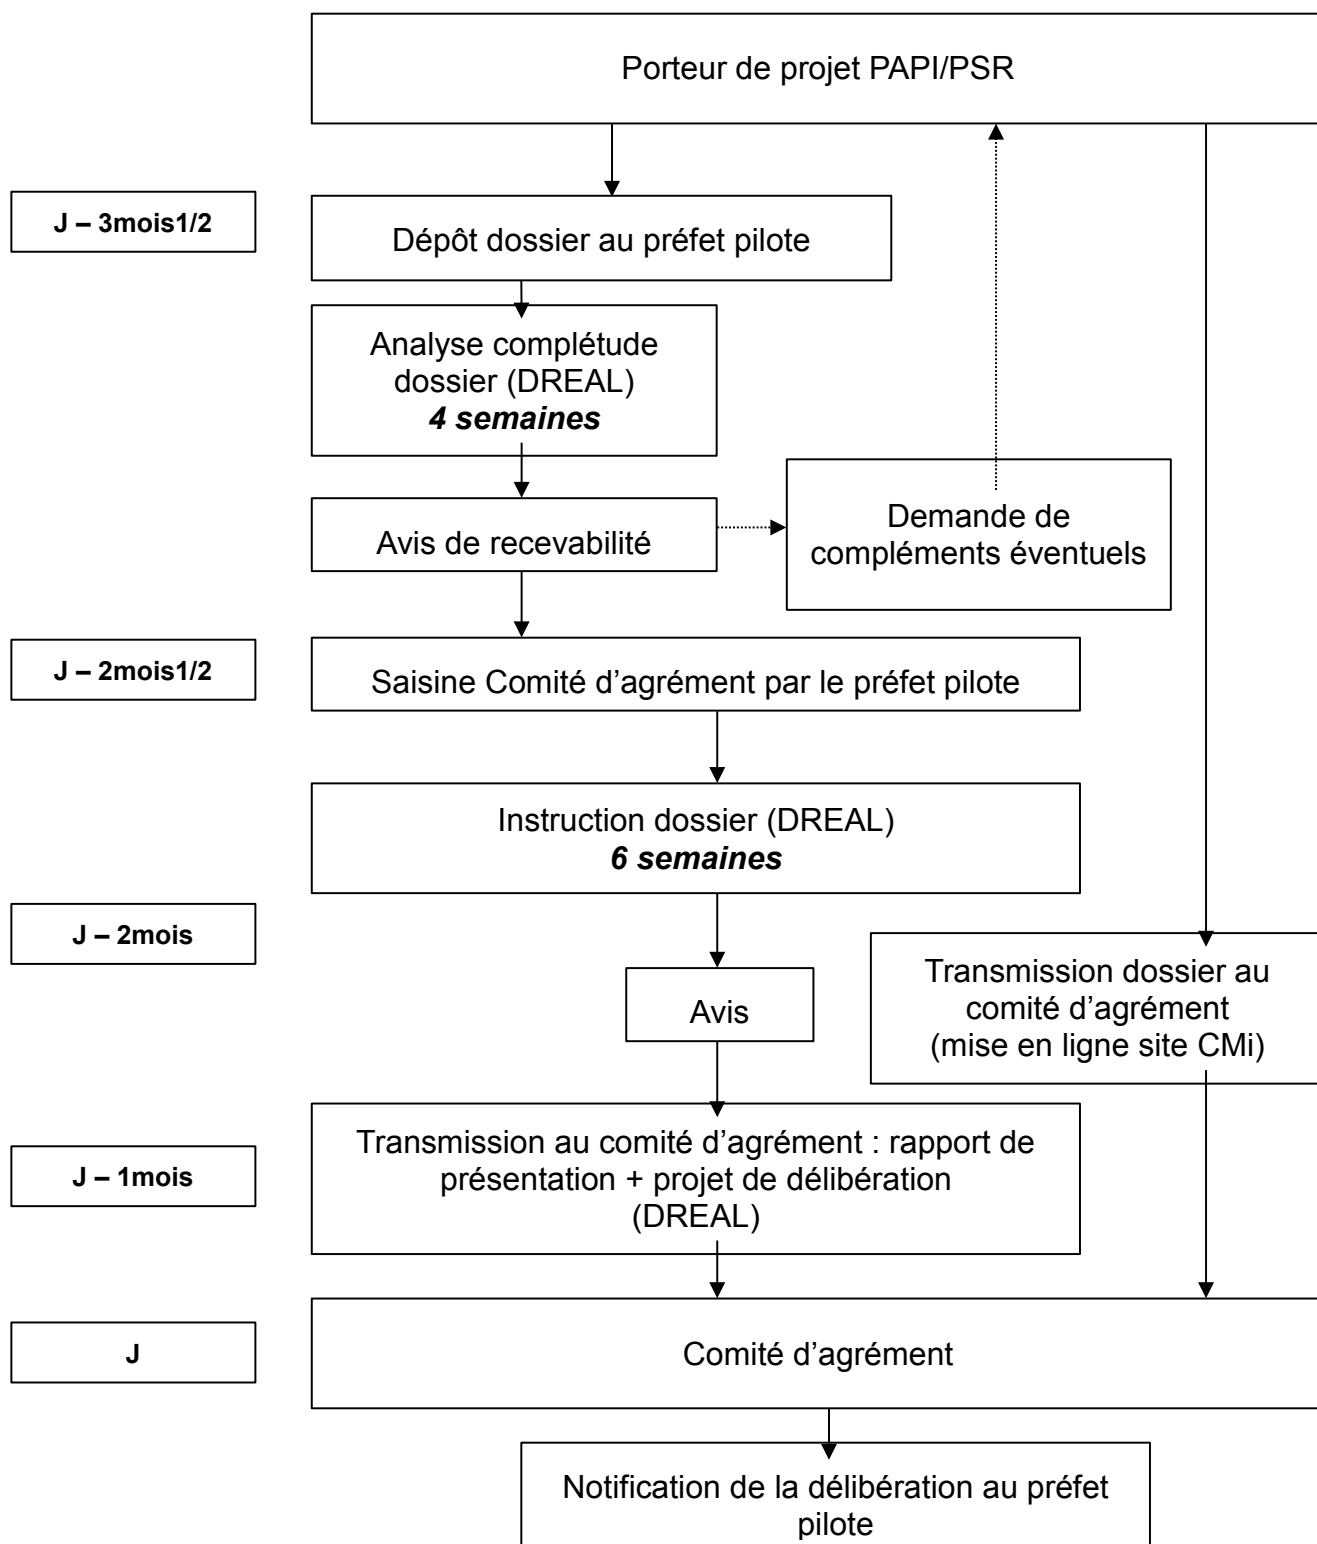 Porteur de projet PAPI/PSR
J – 3mois1/2
Dépôt dossier au préfet pilote
Analyse complétude
dossier (DREAL)
4 semaines
Avis de recevabilité
Demande de
compléments éventuels
J – 2mois1/2
Saisine Comité d’agrément par le préfet pilote
Instruction dossier (DREAL)
6 semaines
J – 2mois
Avis
Transmission dossier au
comité d’agrément
(mise en ligne site CMi)
J – 1mois
Transmission au comité d’agrément : rapport de
présentation + projet de délibération
(DREAL)
J
Comité d’agrément
Notification de la délibération au préfet
pilote